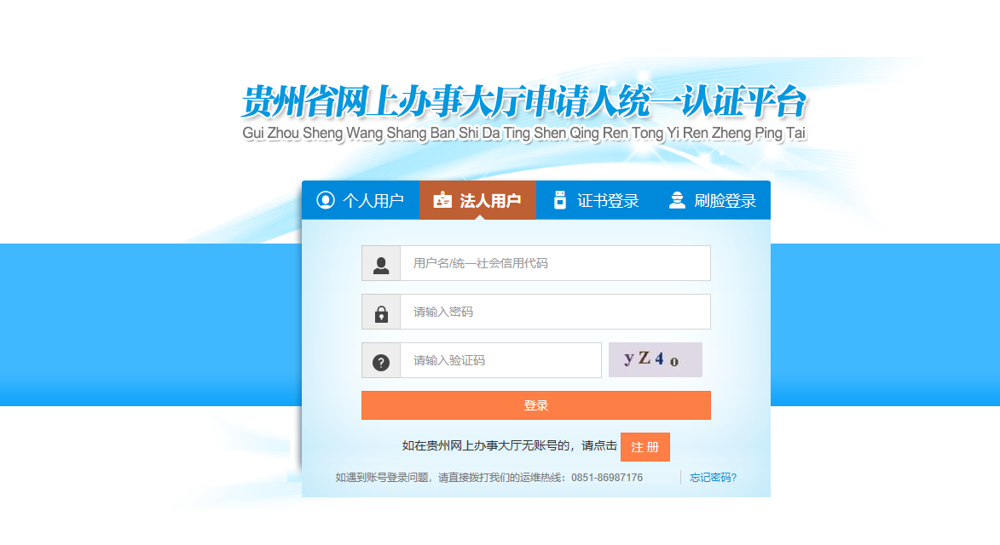 贵州省网上办事大厅申请人统一认证平台
Gui Zhou Sheng Wang Shang Ban Shi Da Ting Shen Qing Ren Tong Yi Ren Zheng Ping Tai
个人用户 法人用户 证书登录 刷脸登录
用户名/统一社会信用代码
请输入密码
请输入验证码 yZ40
登录
如在贵州网上办事大厅无账号的，请点击 注 册
如遇到账号登录问题，请直接拨打我们的运维热线：0851-86987176 忘记密码?